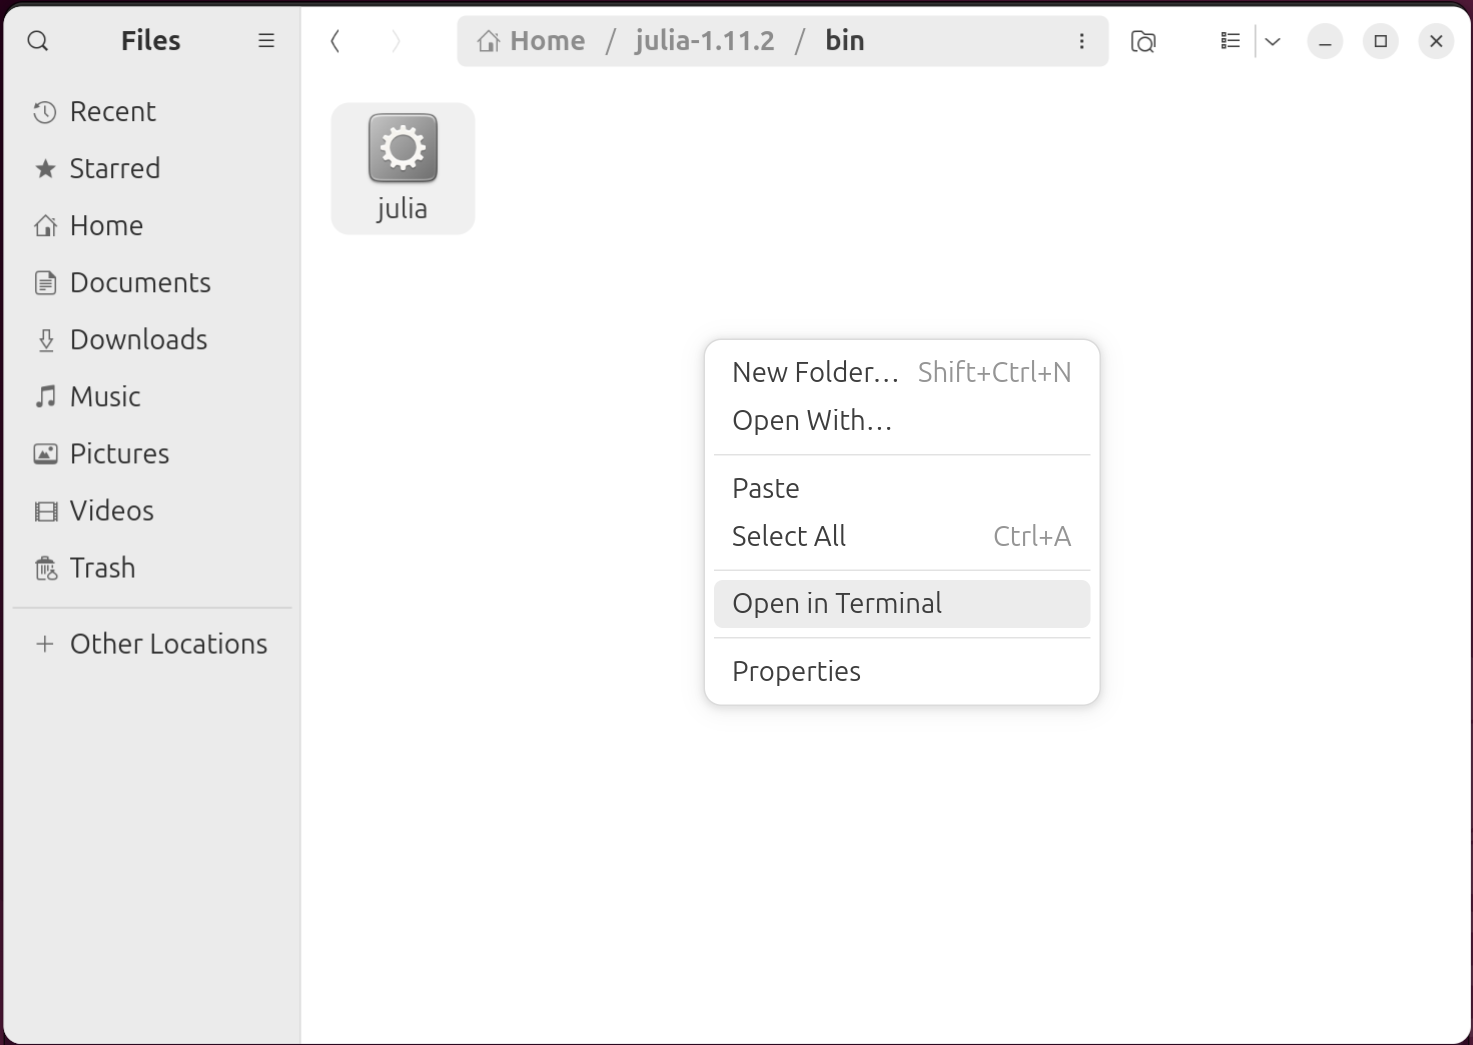 Files
Home / julia-1.11.2 / bin
Recent
Starred
Home
Documents
Downloads
Music
Pictures
Videos
Trash
Other Locations
julia
New Folder… Shift+Ctrl+N
Open With…
Paste
Select All Ctrl+A
Open in Terminal
Properties